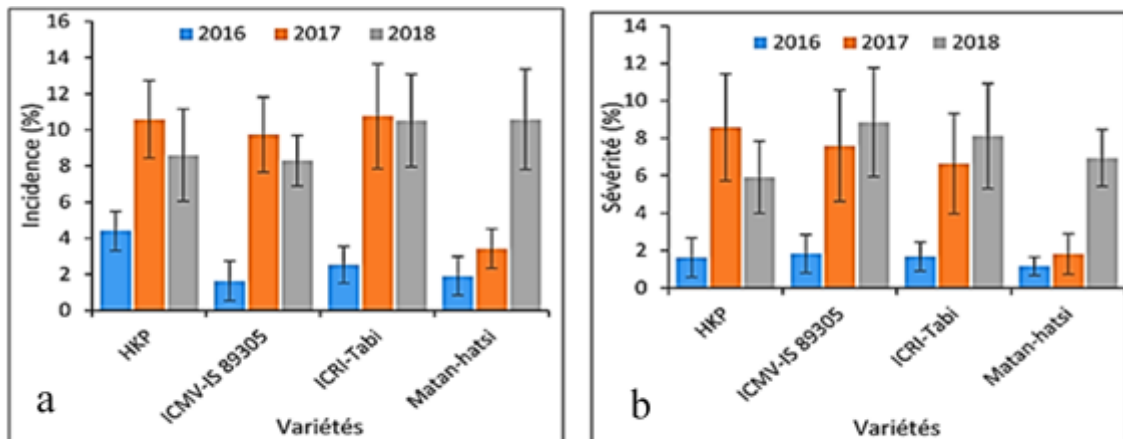 16
14
12
10
8
6
4
2
0
Incidence (%)
2016 2017 2018
HKP
ICMV-IS 89305
ICRI-Tabi
Matan-hatsi
Variétés
a
14
12
10
8
6
4
2
0
Sévérité (%)
2016 2017 2018
HKP
ICMV-IS 89305
ICRI-Tabi
Matan-hatsi
Variétés
b